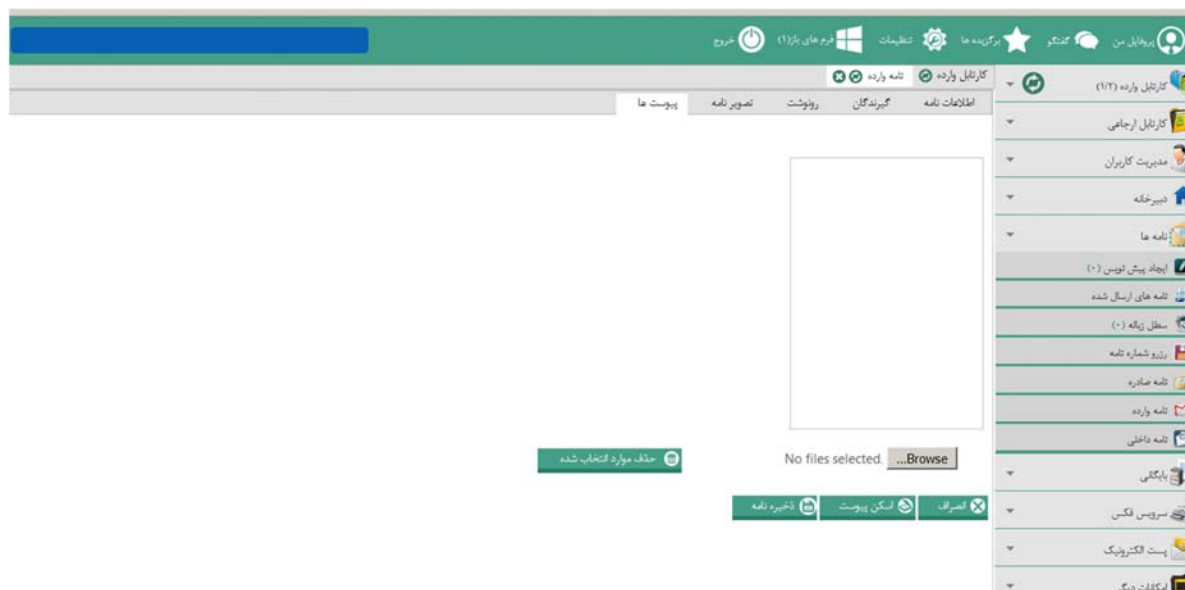 پروفایل من گفتگو برگزیده ها تنظیمات فرم های باز(۱) خروج
کارتابل وارده نامه وارده
اطلاعات نامه گیرندگان رونوشت تصویر نامه پیوست ها
کارتابل وارده (۱/۲)
کارتابل ارجاعی
مدیریت کاربران
دبیرخانه
نامه ها
ایجاد پیش نویس (۰)
نامه های ارسال شده
سطل زباله (۰)
رزرو شماره نامه
نامه صادره
نامه وارده
نامه داخلی
بایگانی
سرویس فکس
پست الکترونیک
امکانات دیگر
Browse... No files selected.
حذف موارد انتخاب شده
انصراف اسکن پیوست ذخیره نامه